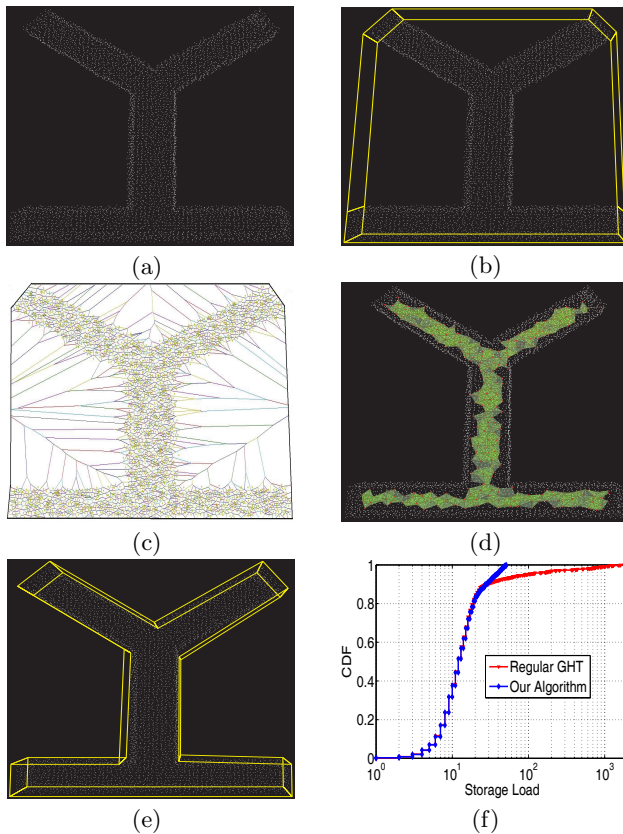 (a)
(b)
(c)
(d)
(e)
1
0.8
0.6
0.4
0.2
0
CDF
Regular GHT
Our Algorithm
10^0
10^1
10^2
10^3
Storage Load
(f)